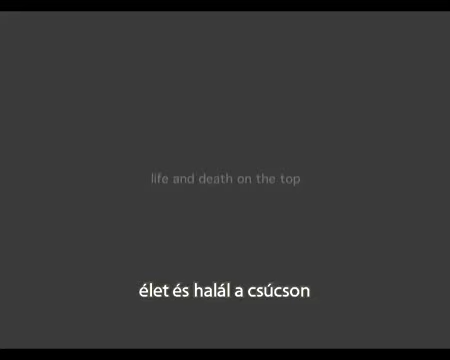 life and death on the top
élet és halál a csúcson